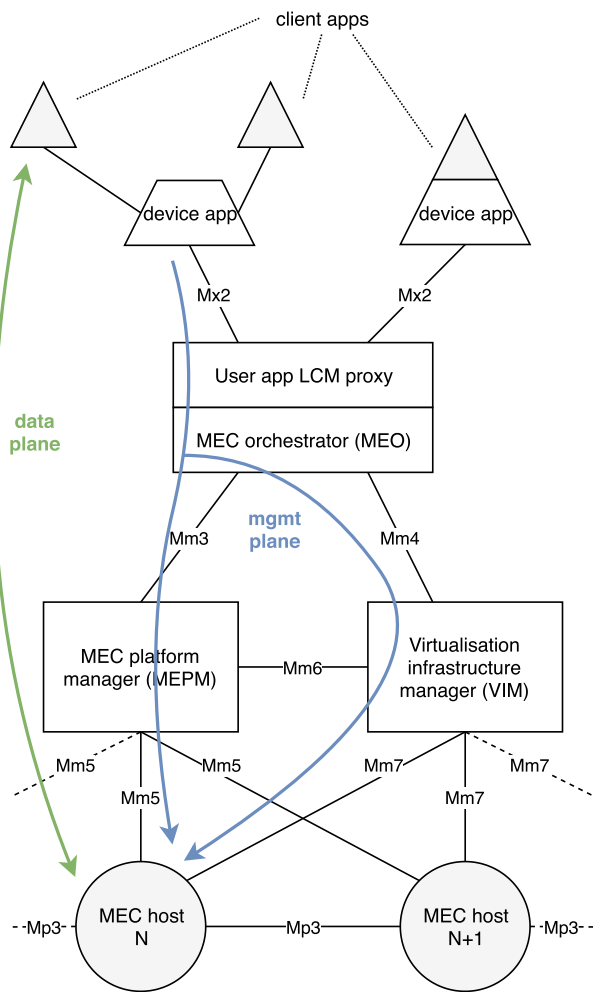 client apps
device app
device app
Mx2
Mx2
User app LCM proxy
MEC orchestrator (MEO)
data
plane
mgmt
plane
Mm3
Mm4
MEC platform
manager (MEPM)
Mm6
Virtualisation
infrastructure
manager (VIM)
Mm5
Mm5
Mm7
Mm7
Mm5
Mm7
Mp3
MEC host
N
Mp3
MEC host
N+1
Mp3